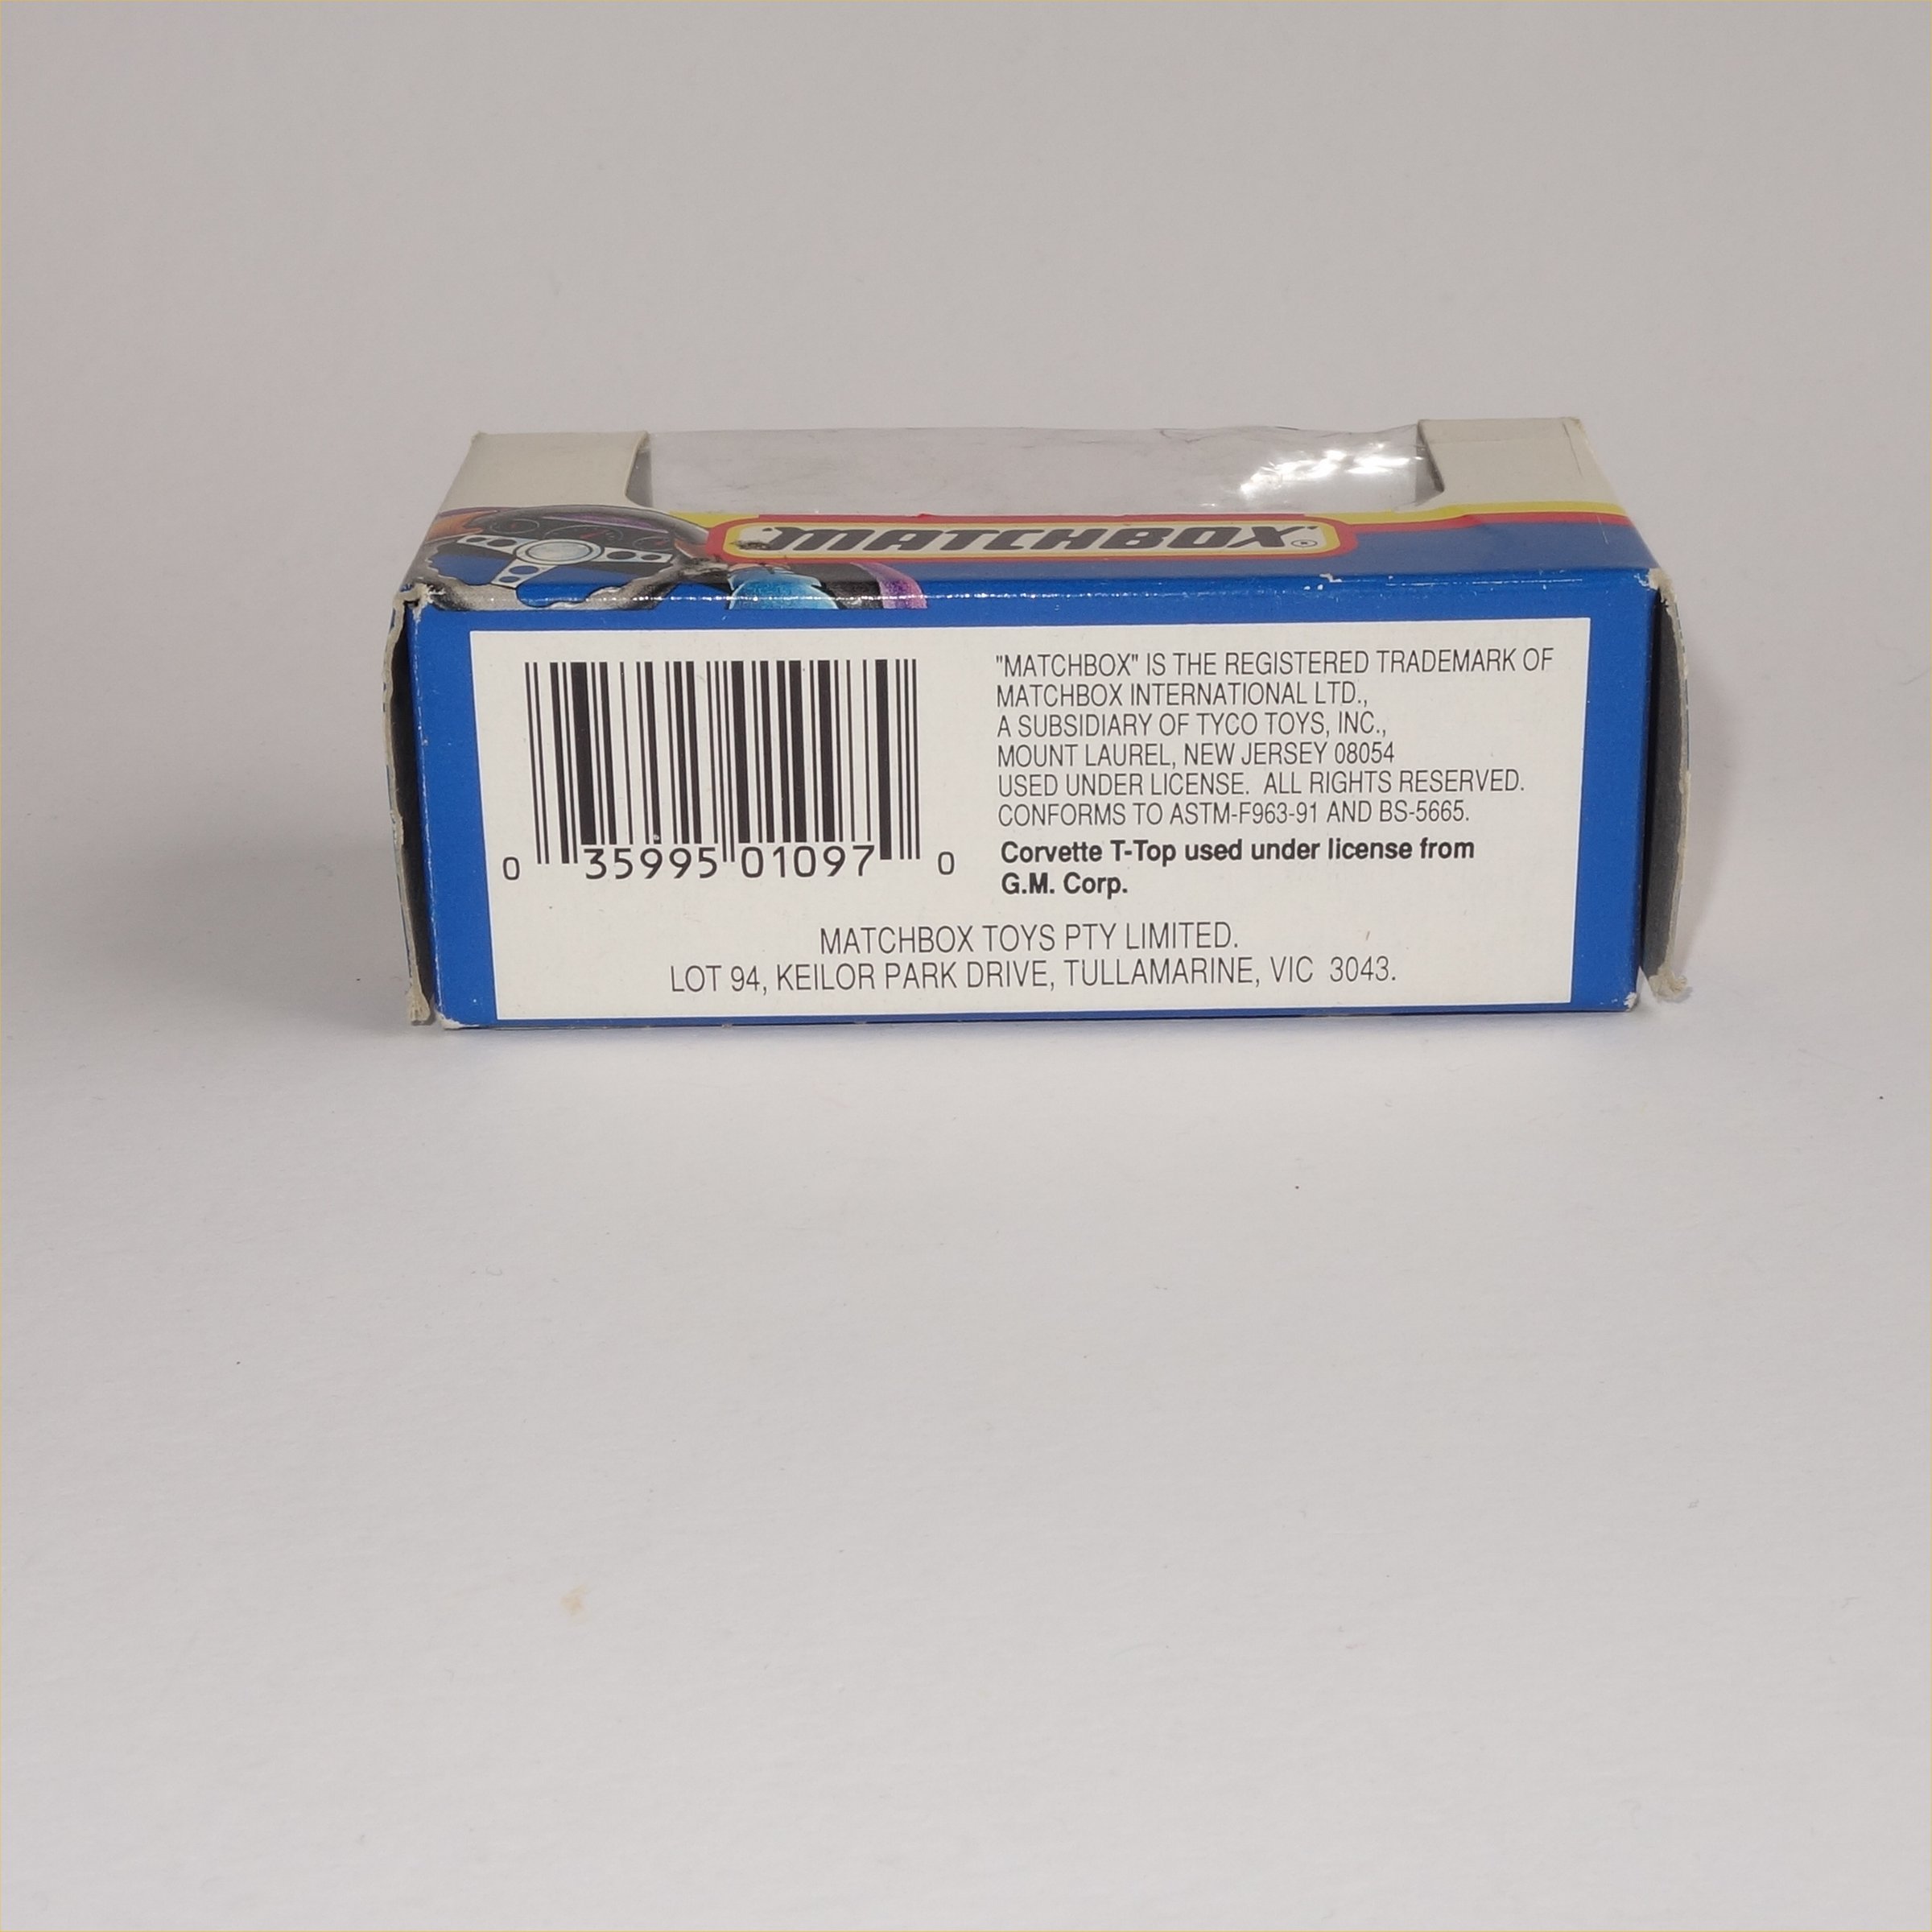 MATCHBOX®
"MATCHBOX" IS THE REGISTERED TRADEMARK OF
MATCHBOX INTERNATIONAL LTD.,
A SUBSIDIARY OF TYCO TOYS, INC.,
MOUNT LAUREL, NEW JERSEY 08054
USED UNDER LICENSE. ALL RIGHTS RESERVED.
CONFORMS TO ASTM-F963-91 AND BS-5665.
Corvette T-Top used under license from
G.M. Corp.
0 35995 01097 0
MATCHBOX TOYS PTY LIMITED.
LOT 94, KEILOR PARK DRIVE, TULLAMARINE, VIC 3043.